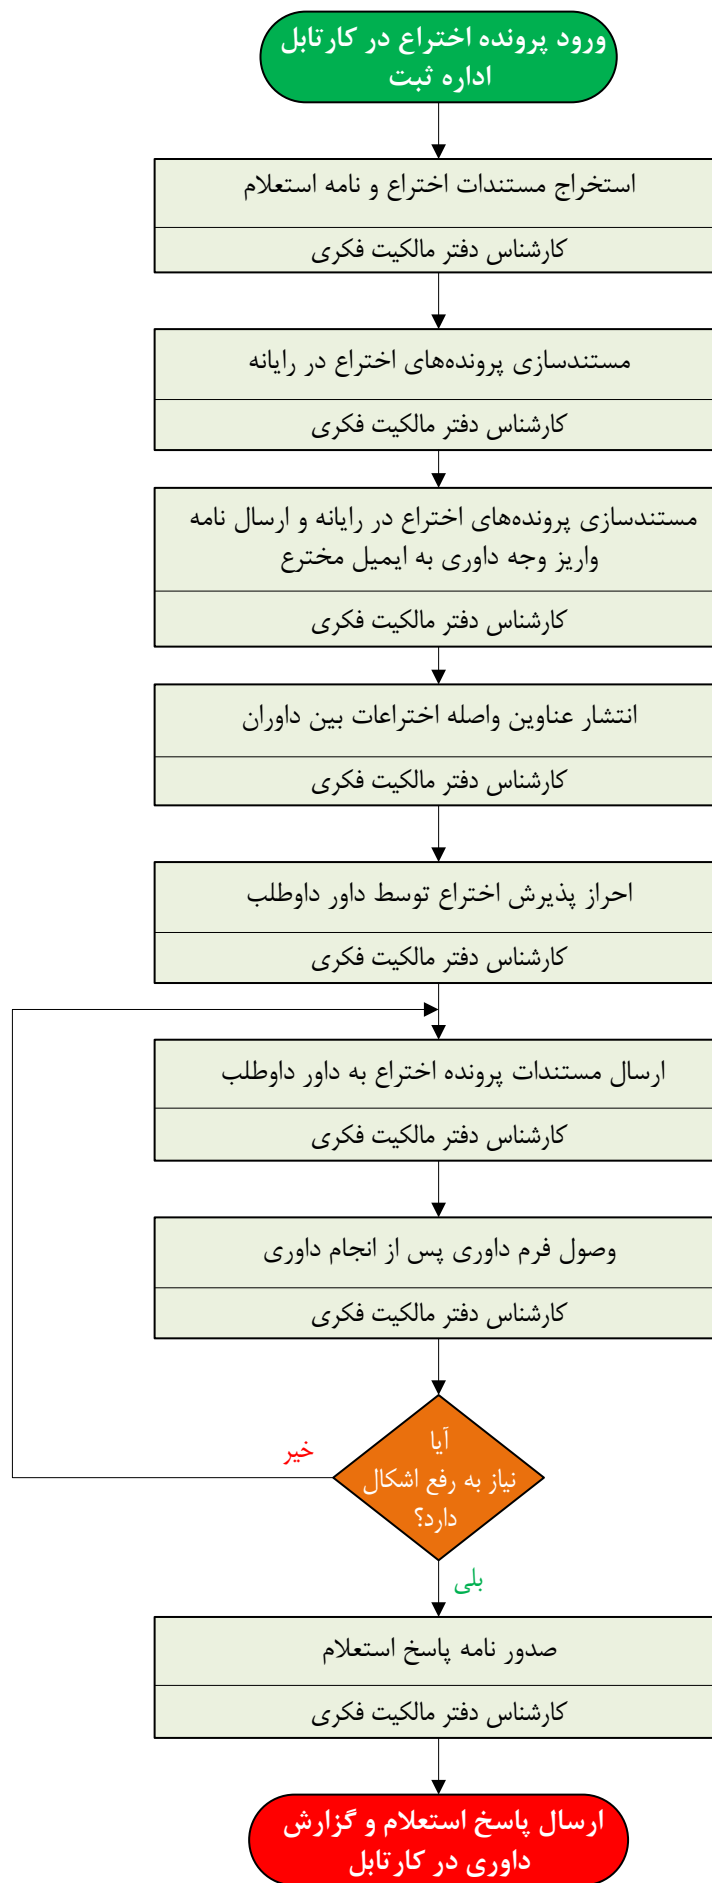 ورود پرونده اختراع در کارتابل
اداره ثبت
استخراج مستندات اختراع و نامه استعلام
کارشناس دفتر مالکیت فکری
مستندسازی پرونده‌های اختراع در رایانه
کارشناس دفتر مالکیت فکری
مستندسازی پرونده‌های اختراع در رایانه و ارسال نامه
واریز وجه داوری به ایمیل مخترع
کارشناس دفتر مالکیت فکری
انتشار عناوین واصله اختراعات بین داوران
کارشناس دفتر مالکیت فکری
احراز پذیرش اختراع توسط داور داوطلب
کارشناس دفتر مالکیت فکری
ارسال مستندات پرونده اختراع به داور داوطلب
کارشناس دفتر مالکیت فکری
وصول فرم داوری پس از انجام داوری
کارشناس دفتر مالکیت فکری
آیا
نیاز به رفع اشکال
دارد؟
خیر
بلی
صدور نامه پاسخ استعلام
کارشناس دفتر مالکیت فکری
ارسال پاسخ استعلام و گزارش
داوری در کارتابل